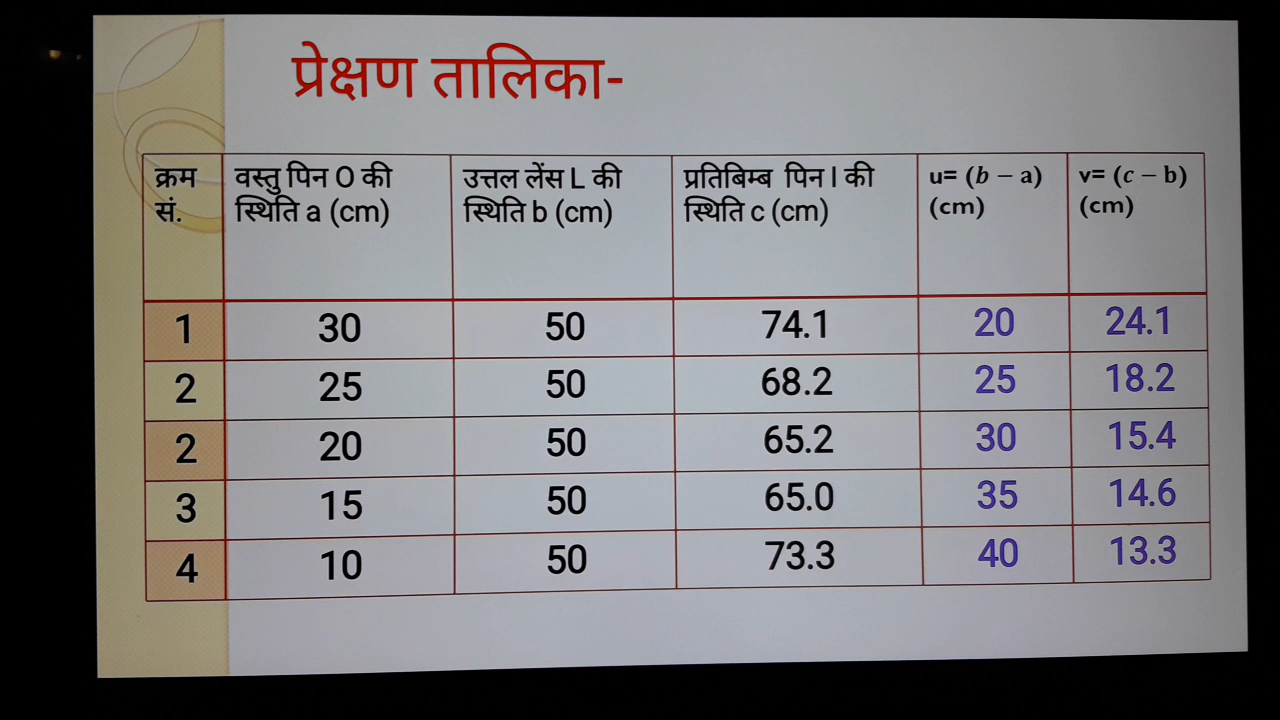 प्रेक्षण तालिका-
क्रम सं. | वस्तु पिन O की स्थिति a (cm) | उत्तल लेंस L की स्थिति b (cm) | प्रतिबिम्ब पिन I की स्थिति c (cm) | u= (b − a) (cm) | v= (c − b) (cm)
1 | 30 | 50 | 74.1 | 20 | 24.1
2 | 25 | 50 | 68.2 | 25 | 18.2
2 | 20 | 50 | 65.2 | 30 | 15.4
3 | 15 | 50 | 65.0 | 35 | 14.6
4 | 10 | 50 | 73.3 | 40 | 13.3